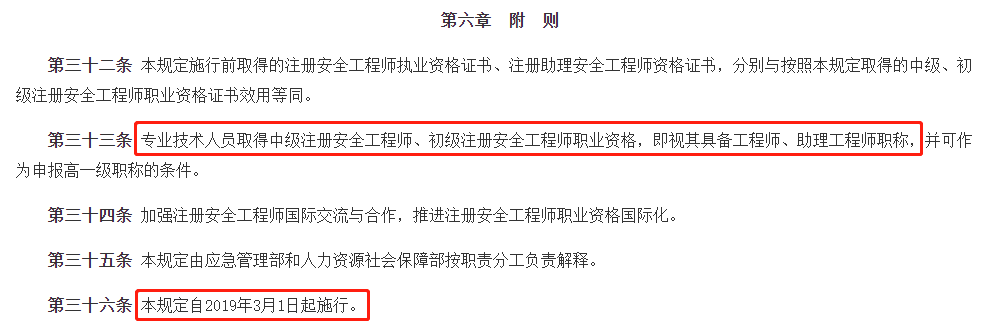 第六章 附 则
第三十二条 本规定施行前取得的注册安全工程师执业资格证书、注册助理安全工程师资格证书，分别与按照本规定取得的中级、初
级注册安全工程师职业资格证书效用等同。
第三十三条 专业技术人员取得中级注册安全工程师、初级注册安全工程师职业资格，即视其具备工程师、助理工程师职称，并可作
为申报高一级职称的条件。
第三十四条 加强注册安全工程师国际交流与合作，推进注册安全工程师职业资格国际化。
第三十五条 本规定由应急管理部和人力资源社会保障部按职责分工负责解释。
第三十六条 本规定自2019年3月1日起施行。